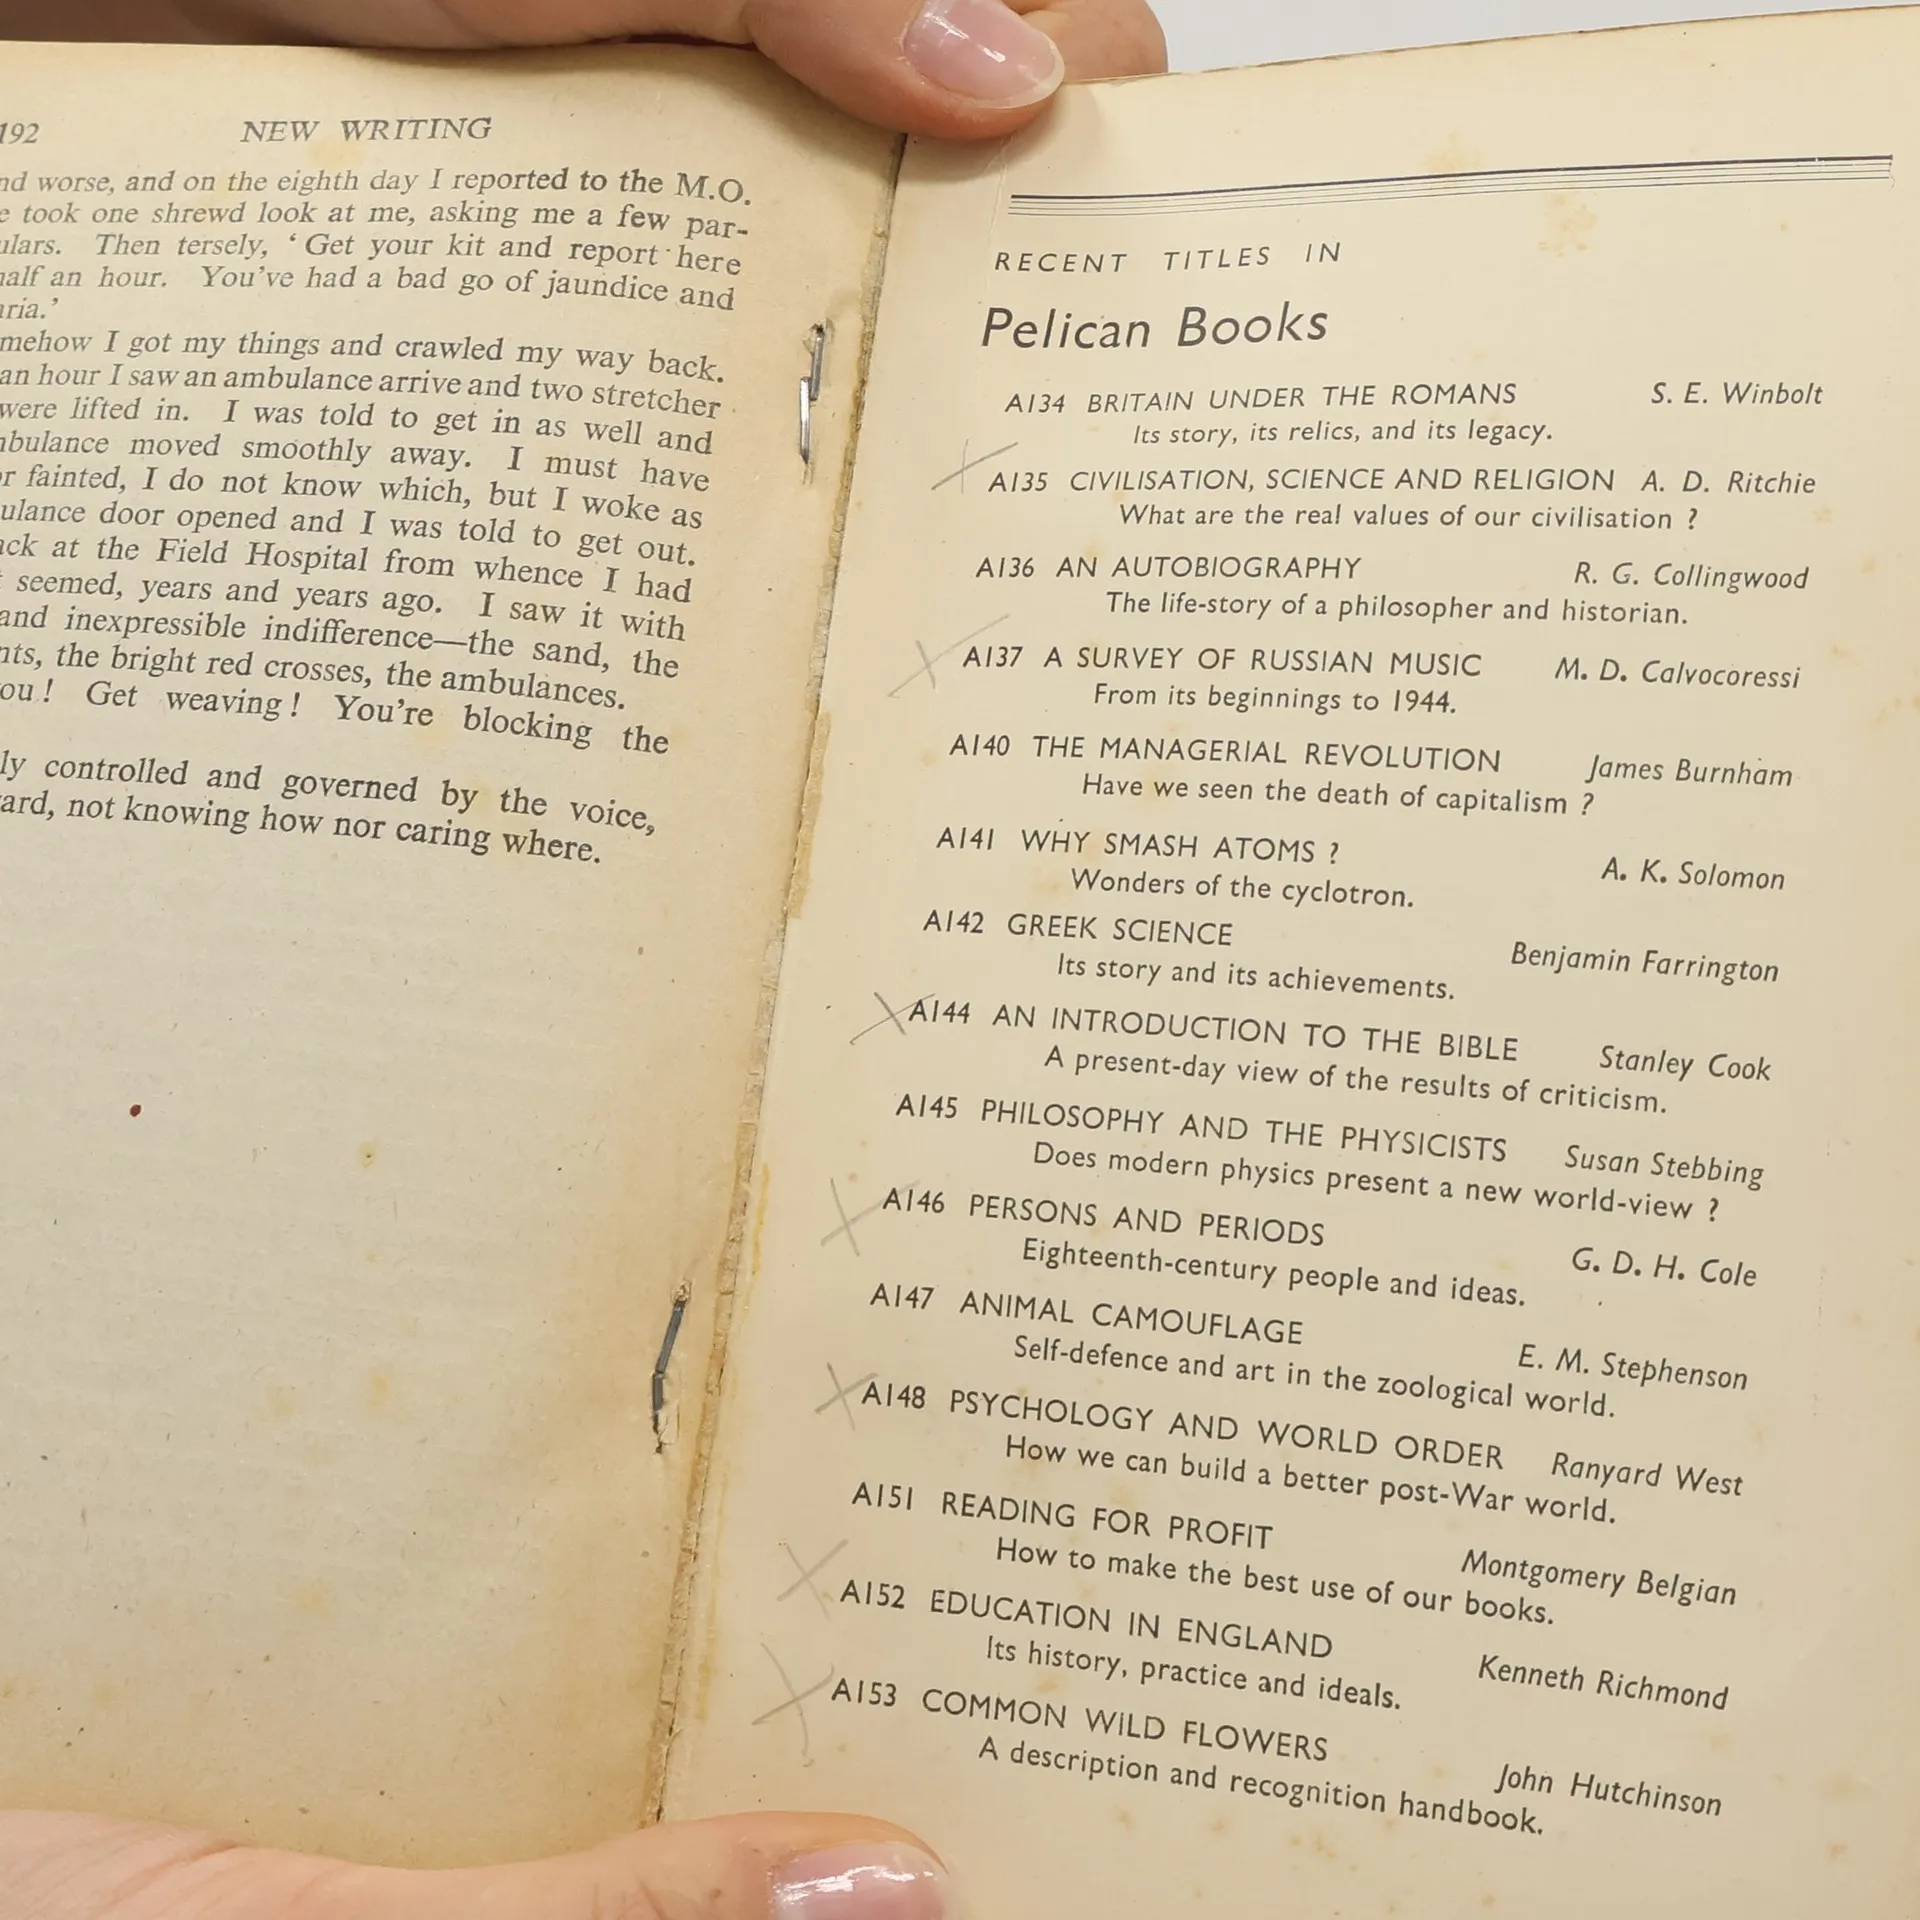 192 NEW WRITING
worse, and on the eighth day I reported to the M.O.
took one shrewd look at me, asking me a few par-
Then tersely, ‘Get your kit and report here
half an hour. You've had a bad go of jaundice and
I got my things and crawled my way back.
an hour I saw an ambulance arrive and two stretcher
were lifted in. I was told to get in as well and
moved smoothly away. I must have
fainted, I do not know which, but I woke as
door opened and I was told to get out.
at the Field Hospital from whence I had
seemed, years and years ago. I saw it with
and inexpressible indifference—the sand, the
the bright red crosses, the ambulances.
Get weaving! You're blocking the
controlled and governed by the voice,
not knowing how nor caring where.
RECENT TITLES IN
Pelican Books
A134 BRITAIN UNDER THE ROMANS S. E. Winbolt
Its story, its relics, and its legacy.
A135 CIVILISATION, SCIENCE AND RELIGION A. D. Ritchie
What are the real values of our civilisation ?
A136 AN AUTOBIOGRAPHY R. G. Collingwood
The life-story of a philosopher and historian.
A137 A SURVEY OF RUSSIAN MUSIC M. D. Calvocoressi
From its beginnings to 1944.
A140 THE MANAGERIAL REVOLUTION James Burnham
Have we seen the death of capitalism ?
A141 WHY SMASH ATOMS ? A. K. Solomon
Wonders of the cyclotron.
A142 GREEK SCIENCE Benjamin Farrington
Its story and its achievements.
A144 AN INTRODUCTION TO THE BIBLE Stanley Cook
A present-day view of the results of criticism.
A145 PHILOSOPHY AND THE PHYSICISTS Susan Stebbing
Does modern physics present a new world-view ?
A146 PERSONS AND PERIODS G. D. H. Cole
Eighteenth-century people and ideas.
A147 ANIMAL CAMOUFLAGE E. M. Stephenson
Self-defence and art in the zoological world.
A148 PSYCHOLOGY AND WORLD ORDER Ranyard West
How we can build a better post-War world.
A151 READING FOR PROFIT Montgomery Belgian
How to make the best use of our books.
A152 EDUCATION IN ENGLAND Kenneth Richmond
Its history, practice and ideals.
A153 COMMON WILD FLOWERS John Hutchinson
A description and recognition handbook.